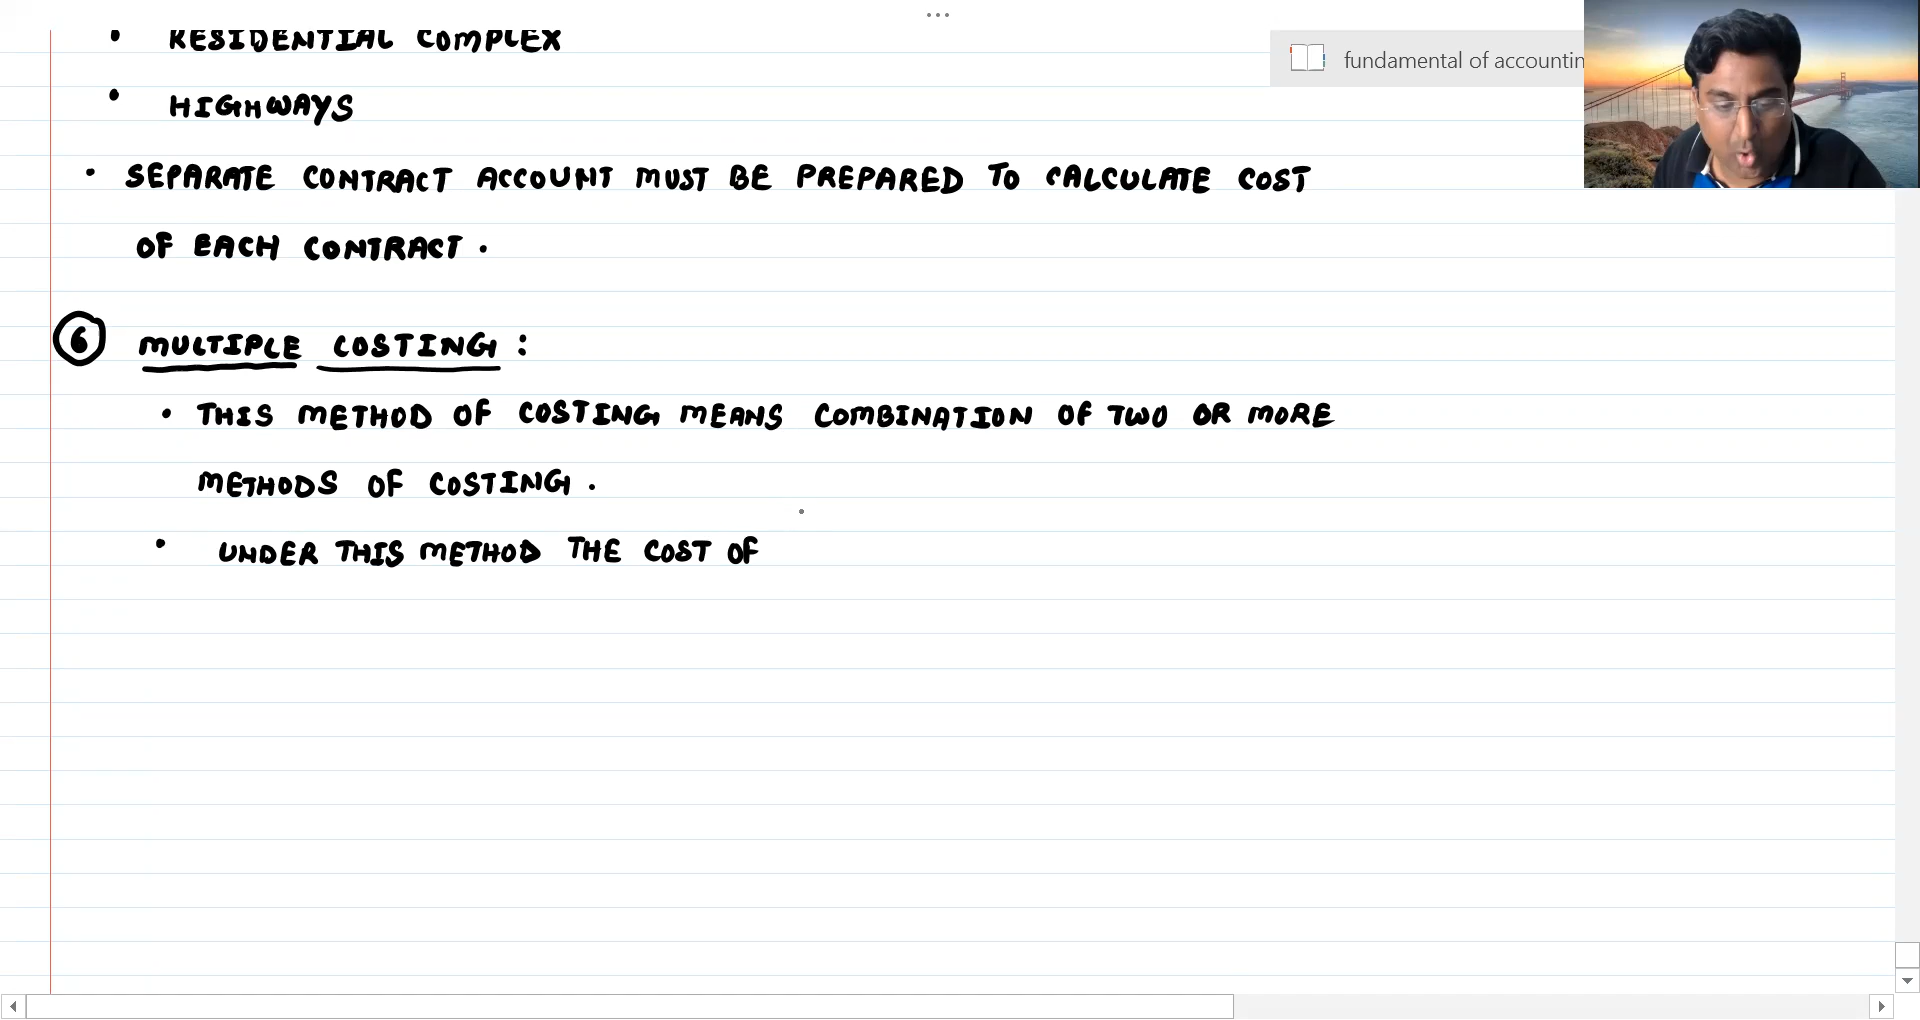 • RESIDENTIAL COMPLEX
fundamental of accountin
• HIGHWAYS
• SEPARATE CONTRACT ACCOUNT MUST BE PREPARED TO CALCULATE COST
OF EACH CONTRACT.
6 MULTIPLE COSTING:
• THIS METHOD OF COSTING MEANS COMBINATION OF TWO OR MORE
METHODS OF COSTING.
• UNDER THIS METHOD THE COST OF